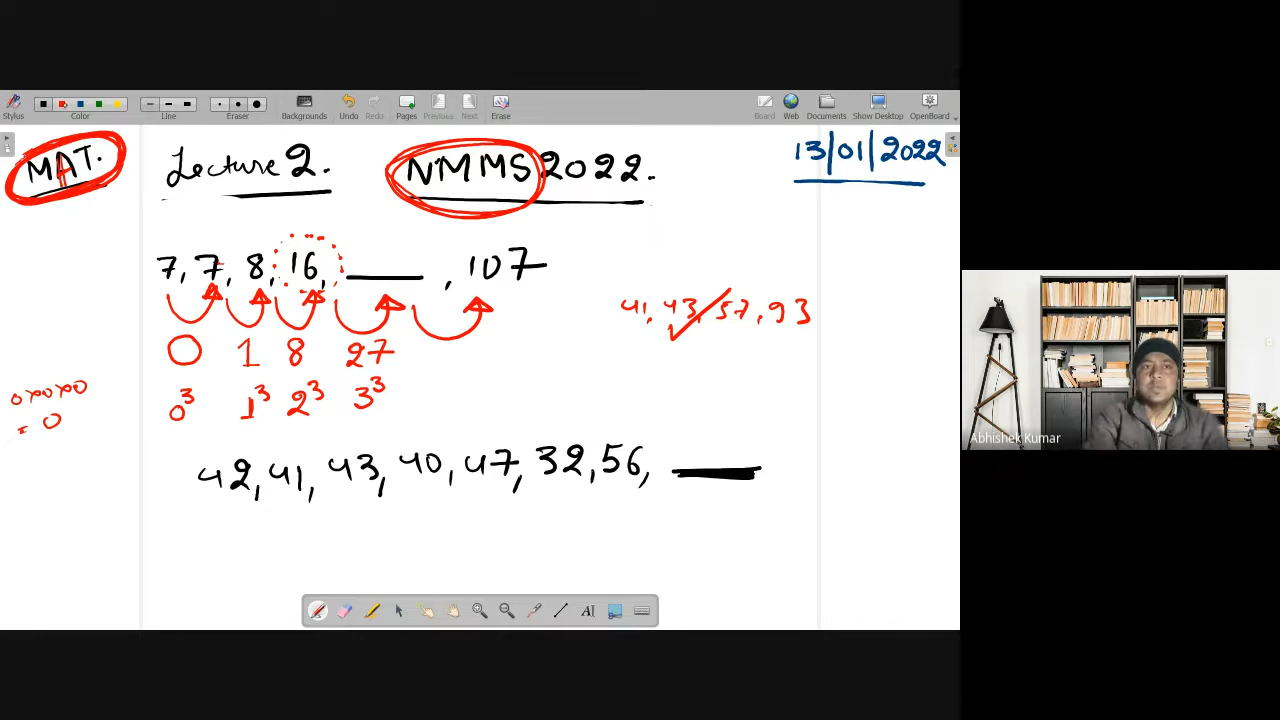 Stylus
Color
Line
Eraser
Backgrounds
Undo
Redo
Pages
Previous
Next
Erase
Board
Web
Documents
Show Desktop
OpenBoard
MAT.
Lecture 2.
NMMS 2022.
13/01/2022
7, 7, 8, 16, ____, 107
41, 43, 57, 93
0 1 8 27
0×0×0
= 0
0³ 1³ 2³ 3³
42, 41, 43, 40, 47, 32, 56, ____
Abhishek Kumar
AI